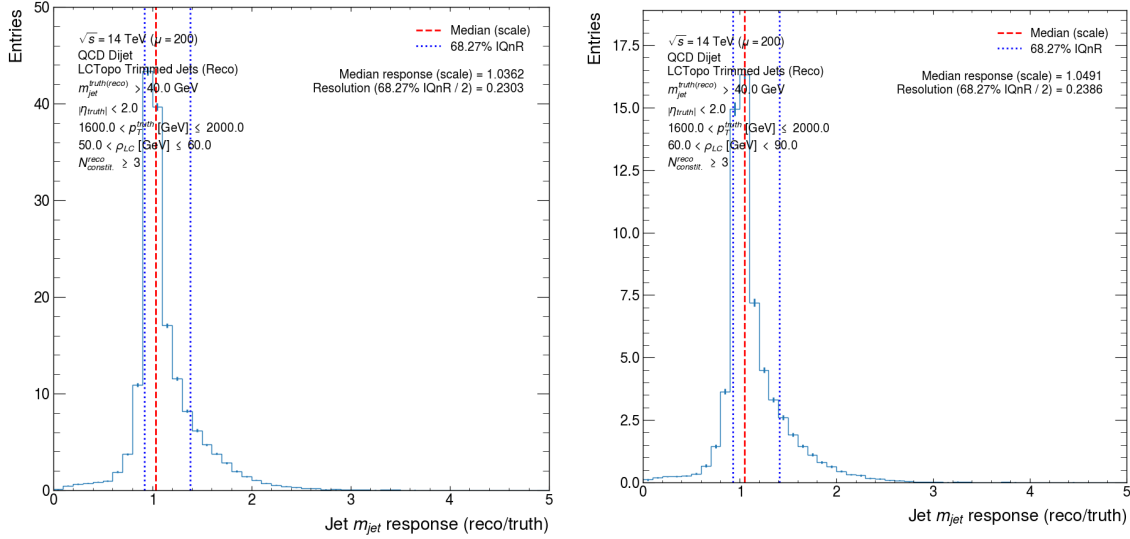 Entries
50
40
30
20
10
0
√s = 14 TeV (μ = 200)
QCD Dijet
LCTopo Trimmed Jets (Reco)
m_jet^truth(reco) > 40.0 GeV
|η_truth| < 2.0
1600.0 < p_T^truth [GeV] ≤ 2000.0
50.0 < ρ_LC [GeV] ≤ 60.0
N_constit.^reco ≥ 3
Median (scale)
68.27% IQnR
Median response (scale) = 1.0362
Resolution (68.27% IQnR / 2) = 0.2303
0 1 2 3 4 5
Jet m_jet response (reco/truth)
Entries
17.5
15.0
12.5
10.0
7.5
5.0
2.5
0.0
√s = 14 TeV (μ = 200)
QCD Dijet
LCTopo Trimmed Jets (Reco)
m_jet^truth(reco) > 40.0 GeV
|η_truth| < 2.0
1600.0 < p_T^truth [GeV] ≤ 2000.0
60.0 < ρ_LC [GeV] < 90.0
N_constit.^reco ≥ 3
Median (scale)
68.27% IQnR
Median response (scale) = 1.0491
Resolution (68.27% IQnR / 2) = 0.2386
0 1 2 3 4 5
Jet m_jet response (reco/truth)